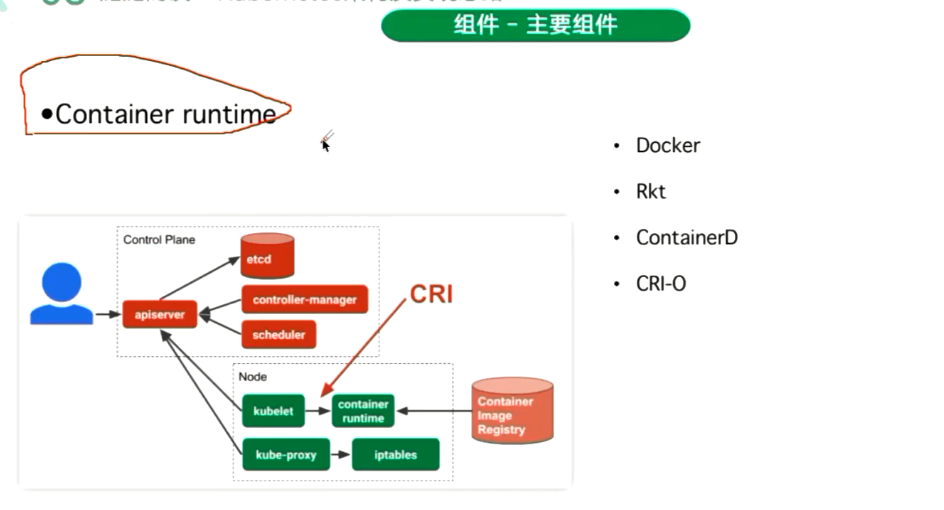 组件 - 主要组件
•Container runtime
• Docker
• Rkt
• ContainerD
• CRI-O
Control Plane
etcd
controller-manager
CRI
apiserver
scheduler
Node
kubelet
container
runtime
Container
Image
Registry
kube-proxy
iptables